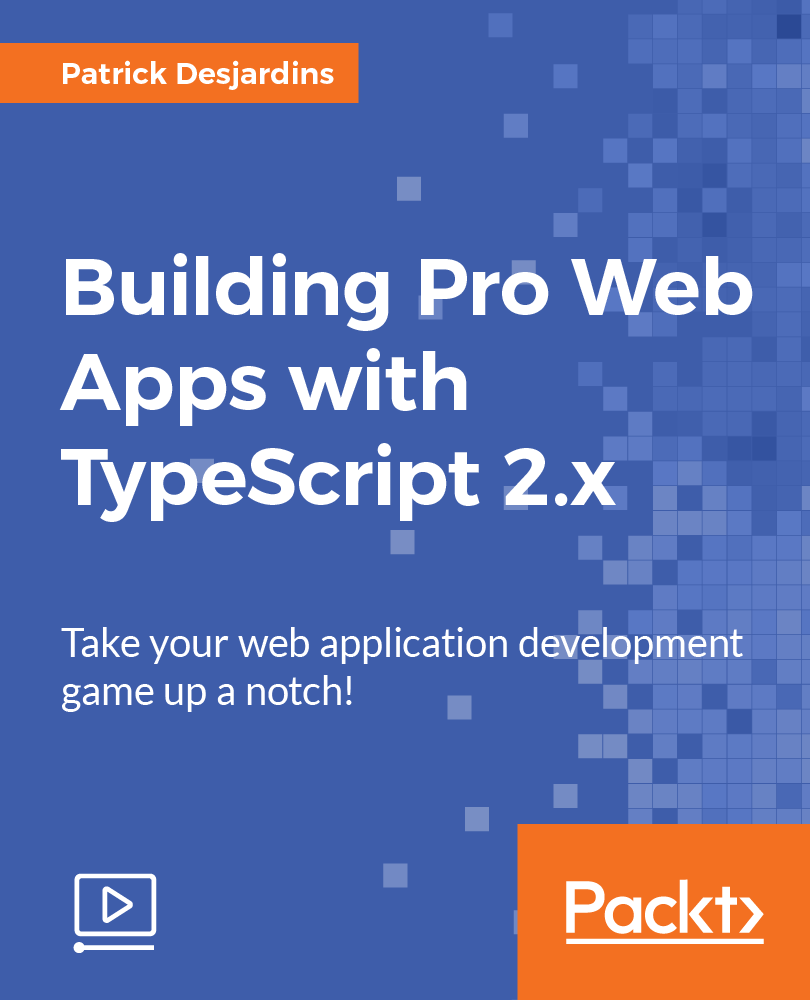 Patrick Desjardins
Building Pro Web
Apps with
TypeScript 2.x
Take your web application development
game up a notch!
Packt>